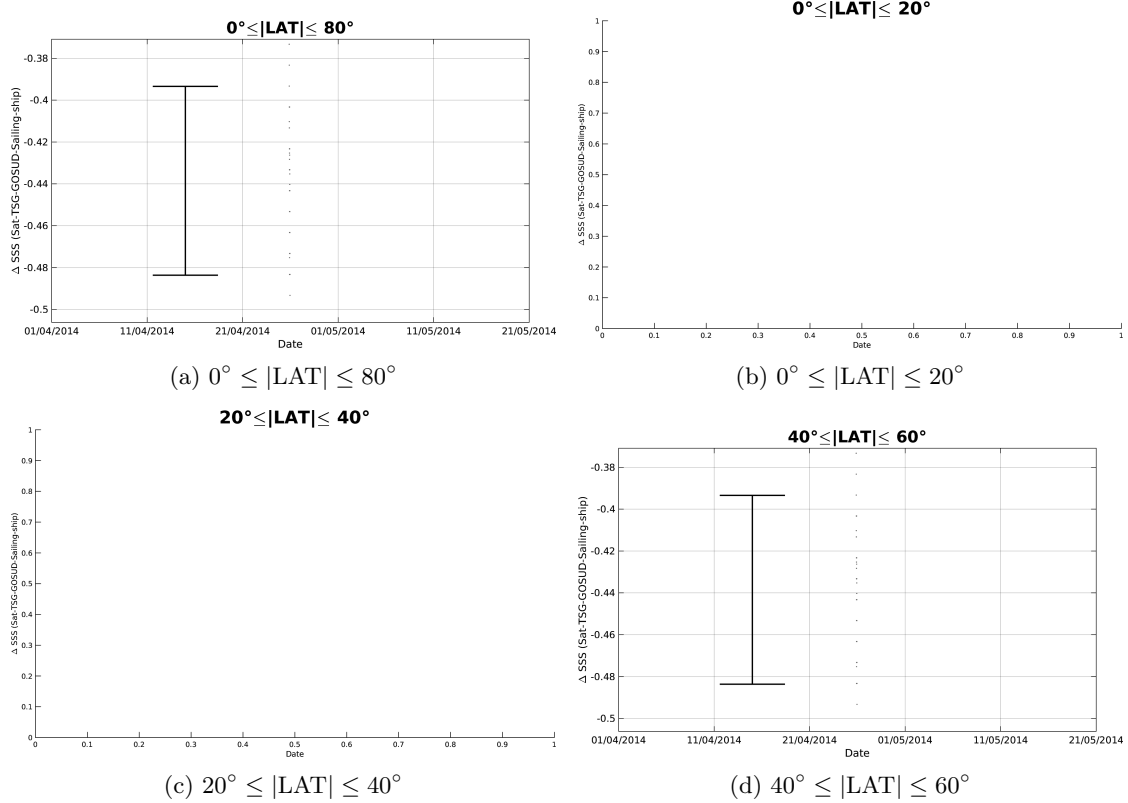 0°≤|LAT|≤ 80°
Δ SSS (Sat-TSG-GOSUD-Sailing-ship)
-0.38
-0.4
-0.42
-0.44
-0.46
-0.48
-0.5
01/04/2014 11/04/2014 21/04/2014 01/05/2014 11/05/2014 21/05/2014
Date
(a) 0° ≤ |LAT| ≤ 80°
0°≤|LAT|≤ 20°
Δ SSS (Sat-TSG-GOSUD-Sailing-ship)
1
0.9
0.8
0.7
0.6
0.5
0.4
0.3
0.2
0.1
0
0 0.1 0.2 0.3 0.4 0.5 0.6 0.7 0.8 0.9 1
Date
(b) 0° ≤ |LAT| ≤ 20°
20°≤|LAT|≤ 40°
Δ SSS (Sat-TSG-GOSUD-Sailing-ship)
1
0.9
0.8
0.7
0.6
0.5
0.4
0.3
0.2
0.1
0
0 0.1 0.2 0.3 0.4 0.5 0.6 0.7 0.8 0.9 1
Date
(c) 20° ≤ |LAT| ≤ 40°
40°≤|LAT|≤ 60°
Δ SSS (Sat-TSG-GOSUD-Sailing-ship)
-0.38
-0.4
-0.42
-0.44
-0.46
-0.48
-0.5
01/04/2014 11/04/2014 21/04/2014 01/05/2014 11/05/2014 21/05/2014
Date
(d) 40° ≤ |LAT| ≤ 60°